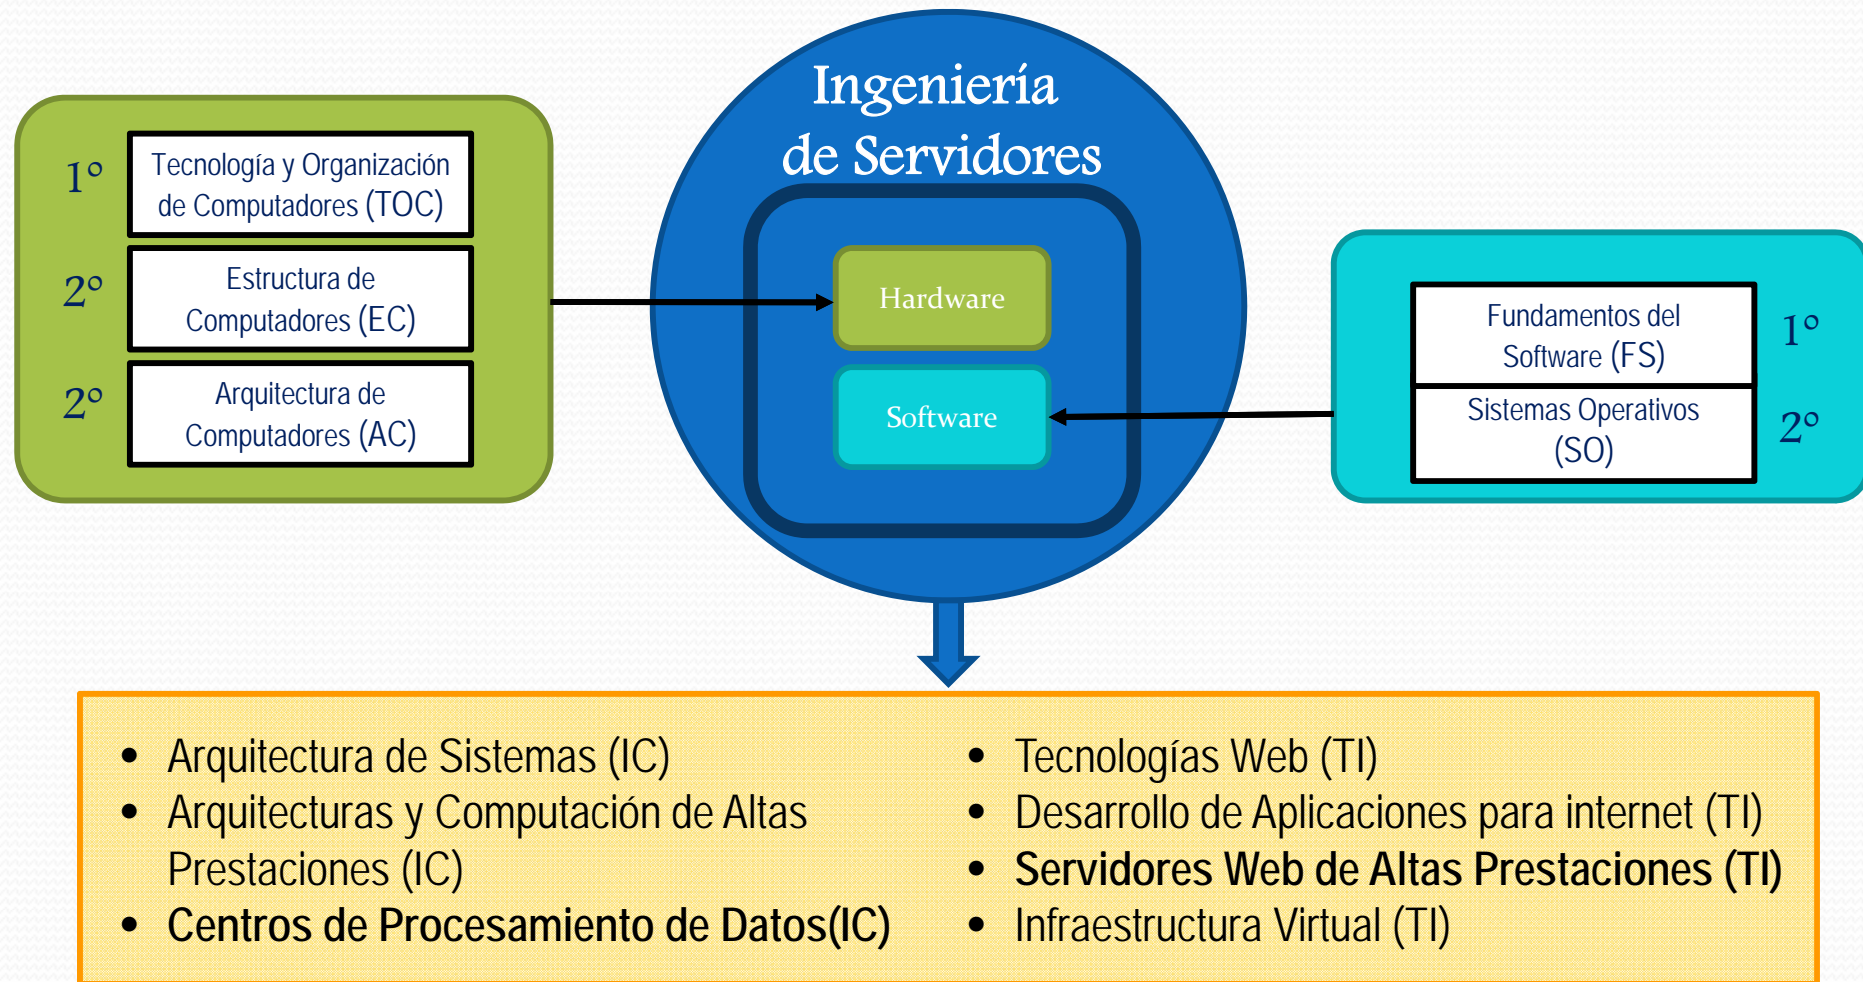 Ingeniería
de Servidores
1º
Tecnología y Organización
de Computadores (TOC)
2º
Estructura de
Computadores (EC)
2º
Arquitectura de
Computadores (AC)
Hardware
Software
Fundamentos del
Software (FS)
1º
Sistemas Operativos
(SO)
2º
• Arquitectura de Sistemas (IC)
• Arquitecturas y Computación de Altas
Prestaciones (IC)
• Centros de Procesamiento de Datos(IC)
• Tecnologías Web (TI)
• Desarrollo de Aplicaciones para internet (TI)
• Servidores Web de Altas Prestaciones (TI)
• Infraestructura Virtual (TI)